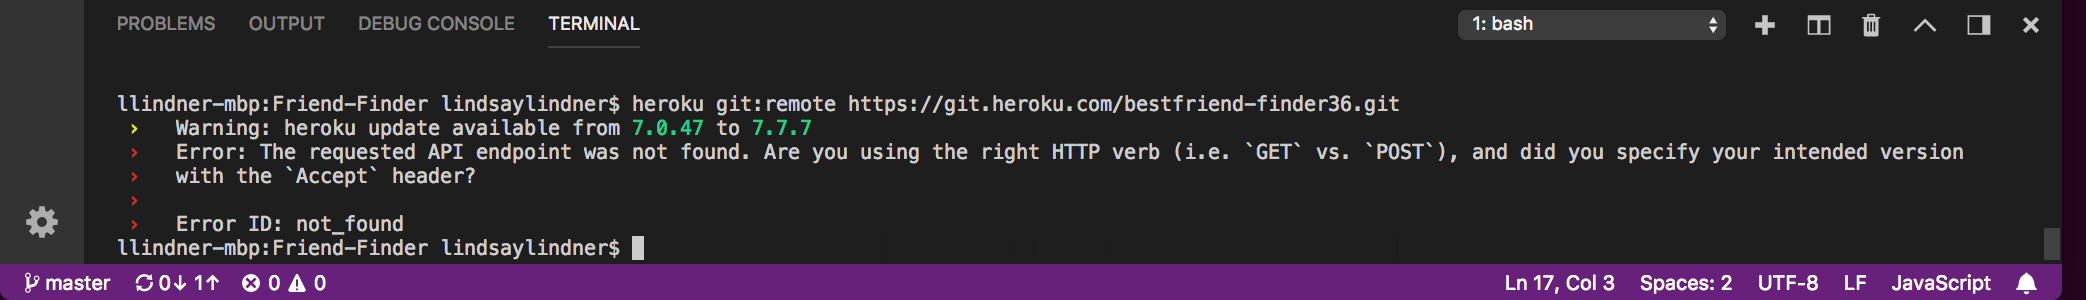 PROBLEMS OUTPUT DEBUG CONSOLE TERMINAL 1: bash
llindner-mbp:Friend-Finder lindsaylindner$ heroku git:remote https://git.heroku.com/bestfriend-finder36.git
› Warning: heroku update available from 7.0.47 to 7.7.7
› Error: The requested API endpoint was not found. Are you using the right HTTP verb (i.e. `GET` vs. `POST`), and did you specify your intended version
› with the `Accept` header?
›
› Error ID: not_found
llindner-mbp:Friend-Finder lindsaylindner$
master 0↓ 1↑ 0 0 Ln 17, Col 3 Spaces: 2 UTF-8 LF JavaScript